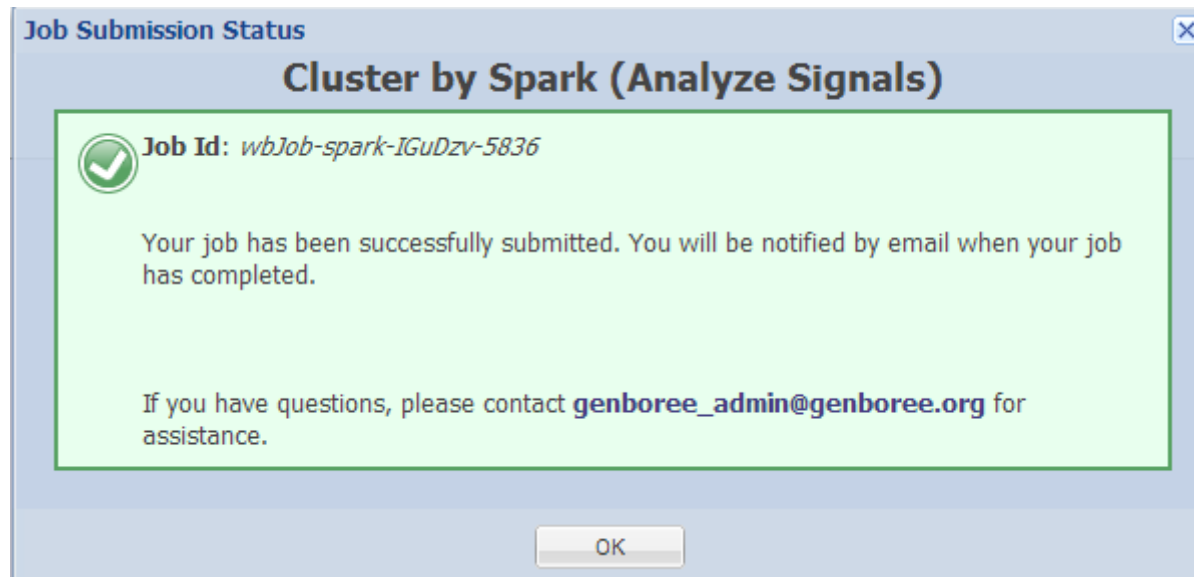 Job Submission Status
Cluster by Spark (Analyze Signals)
Job Id: wbJob-spark-IGuDzv-5836
Your job has been successfully submitted. You will be notified by email when your job
has completed.
If you have questions, please contact genboree_admin@genboree.org for
assistance.
OK